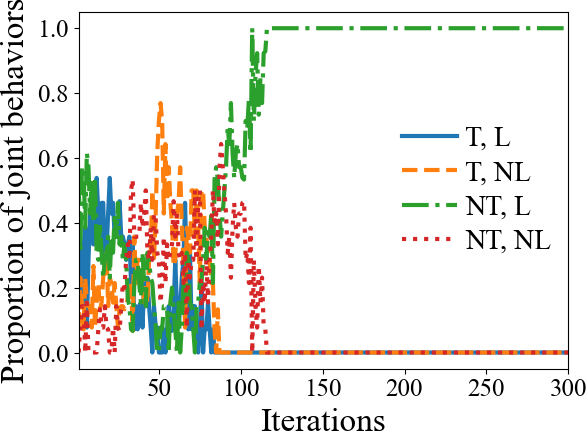 Proportion of joint behaviors
1.0
0.8
0.6
0.4
0.2
0.0
T, L
T, NL
NT, L
NT, NL
50
100
150
200
250
300
Iterations